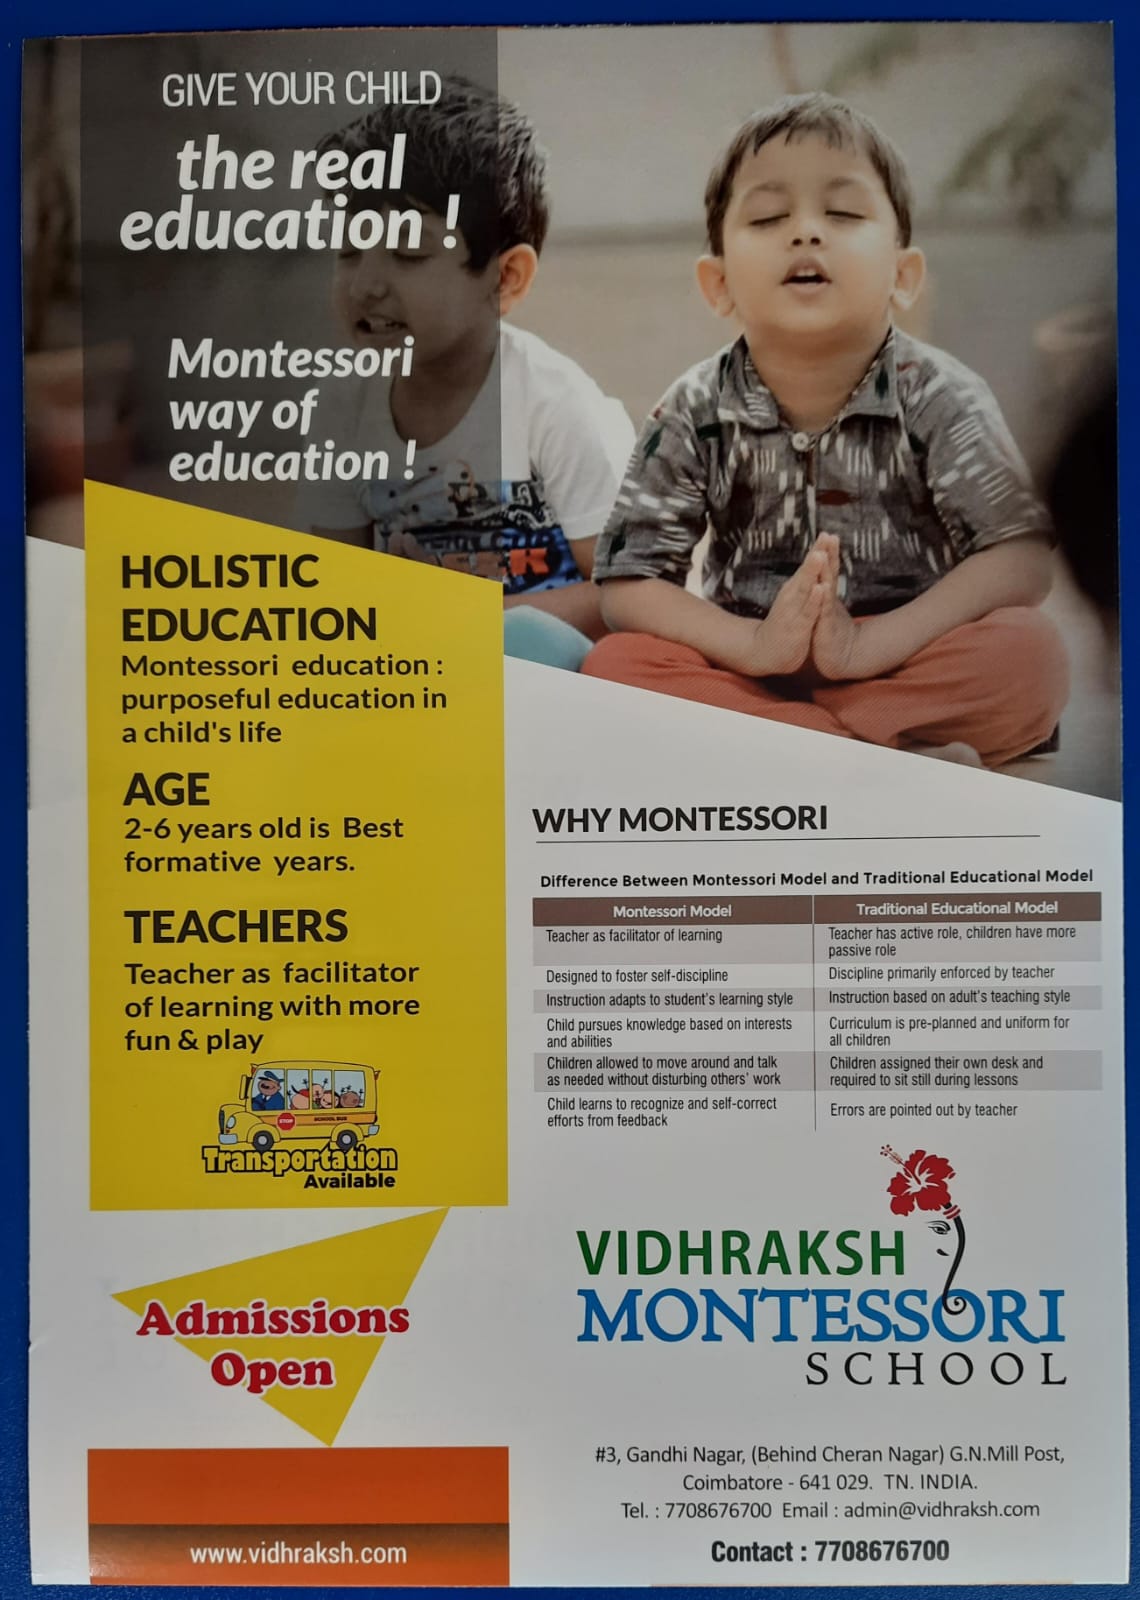 GIVE YOUR CHILD
the real
education !
Montessori
way of
education !
HOLISTIC
EDUCATION
Montessori education :
purposeful education in
a child's life
AGE
2-6 years old is Best
formative years.
TEACHERS
Teacher as facilitator
of learning with more
fun & play
STOP
SCHOOL BUS
Transportation
Available
Admissions
Open
www.vidhraksh.com
WHY MONTESSORI
Difference Between Montessori Model and Traditional Educational Model
Montessori Model
Traditional Educational Model
Teacher as facilitator of learning
Teacher has active role, children have more
passive role
Designed to foster self-discipline
Discipline primarily enforced by teacher
Instruction adapts to student's learning style
Instruction based on adult's teaching style
Child pursues knowledge based on interests
and abilities
Curriculum is pre-planned and uniform for
all children
Children allowed to move around and talk
as needed without disturbing others' work
Children assigned their own desk and
required to sit still during lessons
Child learns to recognize and self-correct
efforts from feedback
Errors are pointed out by teacher
VIDHRAKSH
MONTESSORI
SCHOOL
#3, Gandhi Nagar, (Behind Cheran Nagar) G.N.Mill Post,
Coimbatore - 641 029. TN. INDIA.
Tel. : 7708676700 Email : admin@vidhraksh.com
Contact : 7708676700